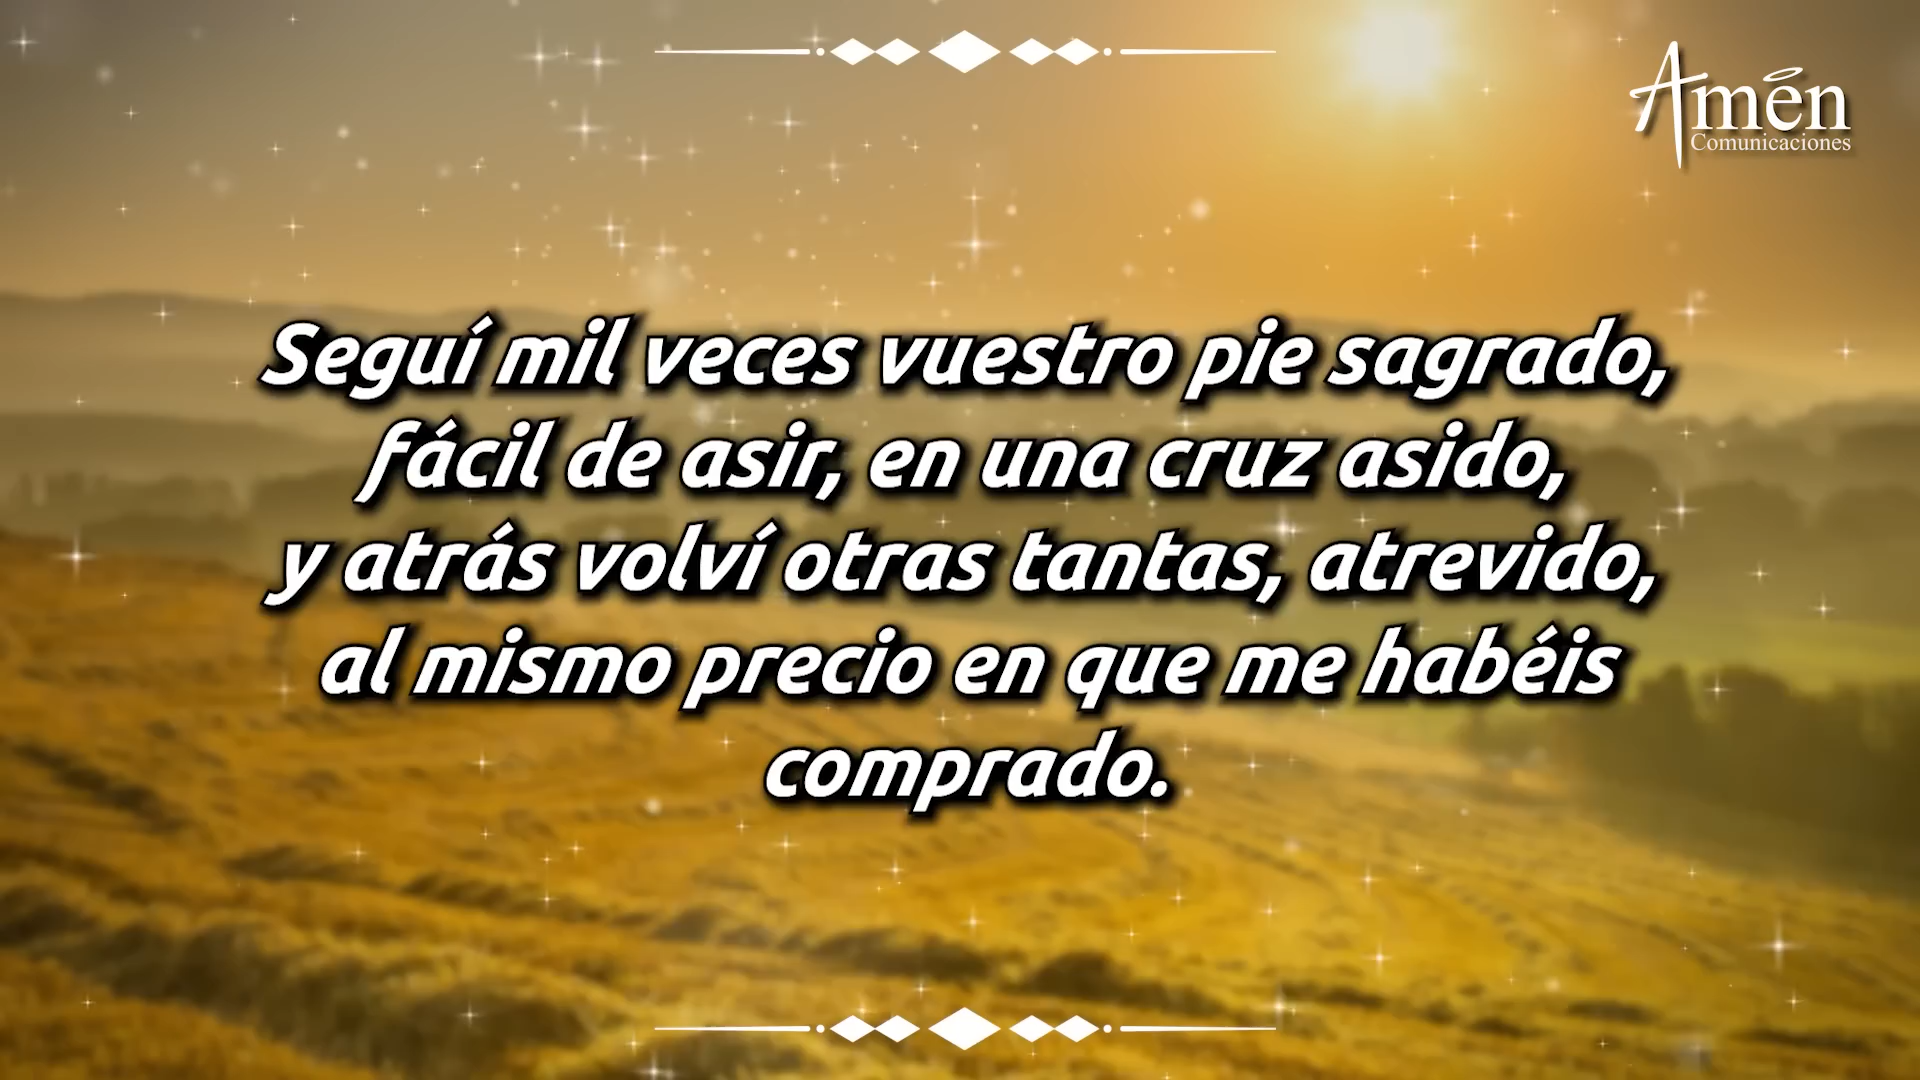 Amén
Comunicaciones
Seguí mil veces vuestro pie sagrado,
fácil de asir, en una cruz asido,
y atrás volví otras tantas, atrevido,
al mismo precio en que me habéis
comprado.